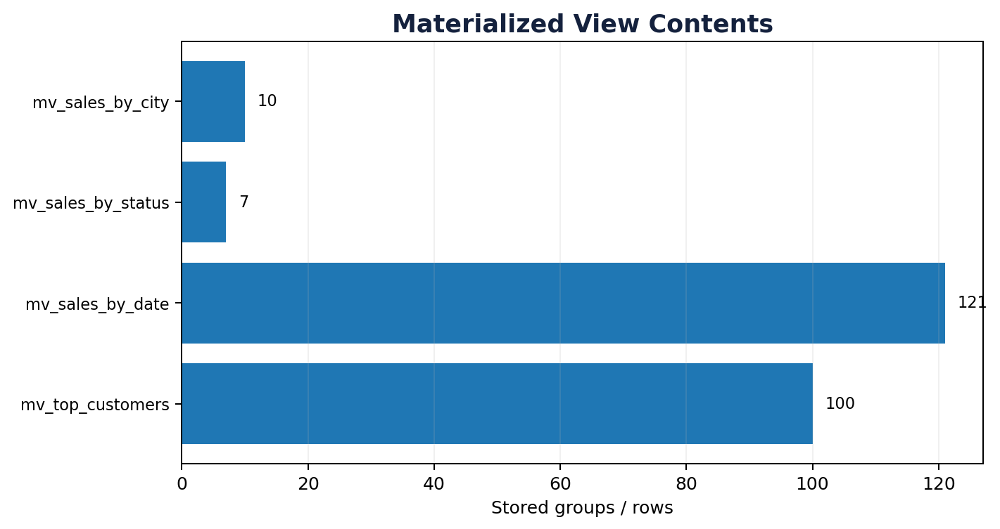 Materialized View Contents
mv_sales_by_city
10
mv_sales_by_status
7
mv_sales_by_date
121
mv_top_customers
100
0 20 40 60 80 100 120
Stored groups / rows